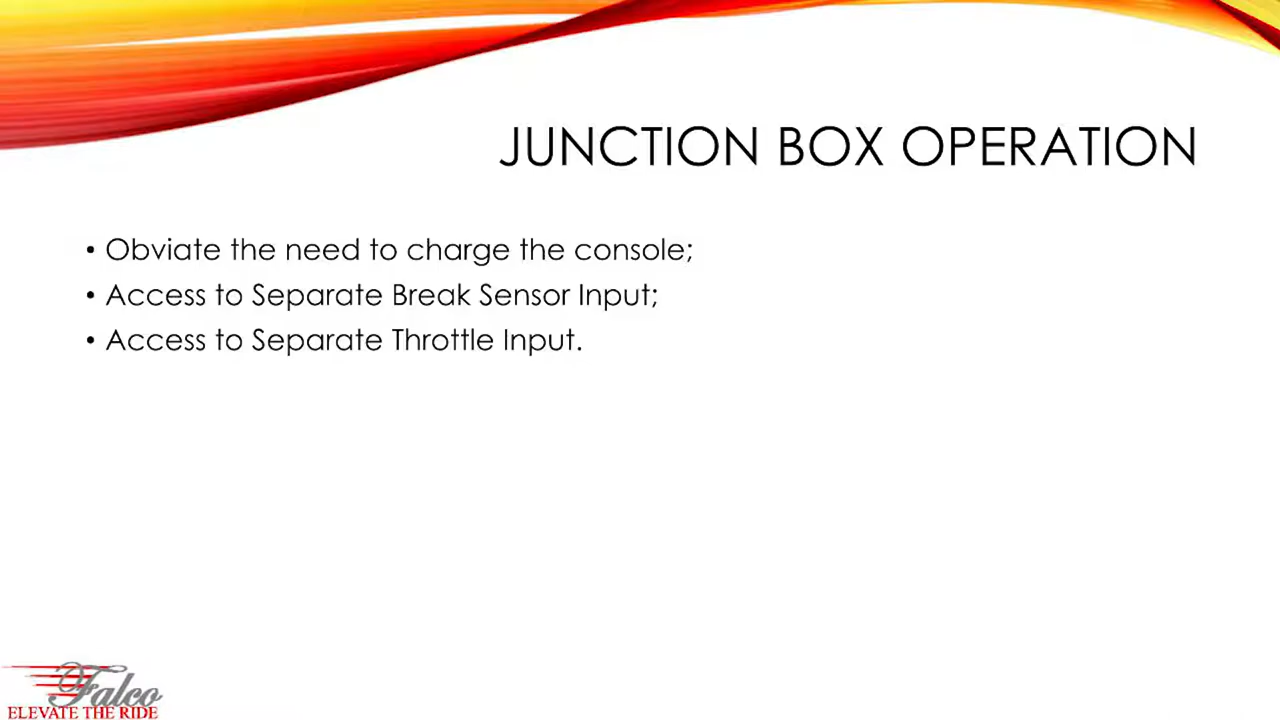 JUNCTION BOX OPERATION
• Obviate the need to charge the console;
• Access to Separate Break Sensor Input;
• Access to Separate Throttle Input.
Falco
ELEVATE THE RIDE